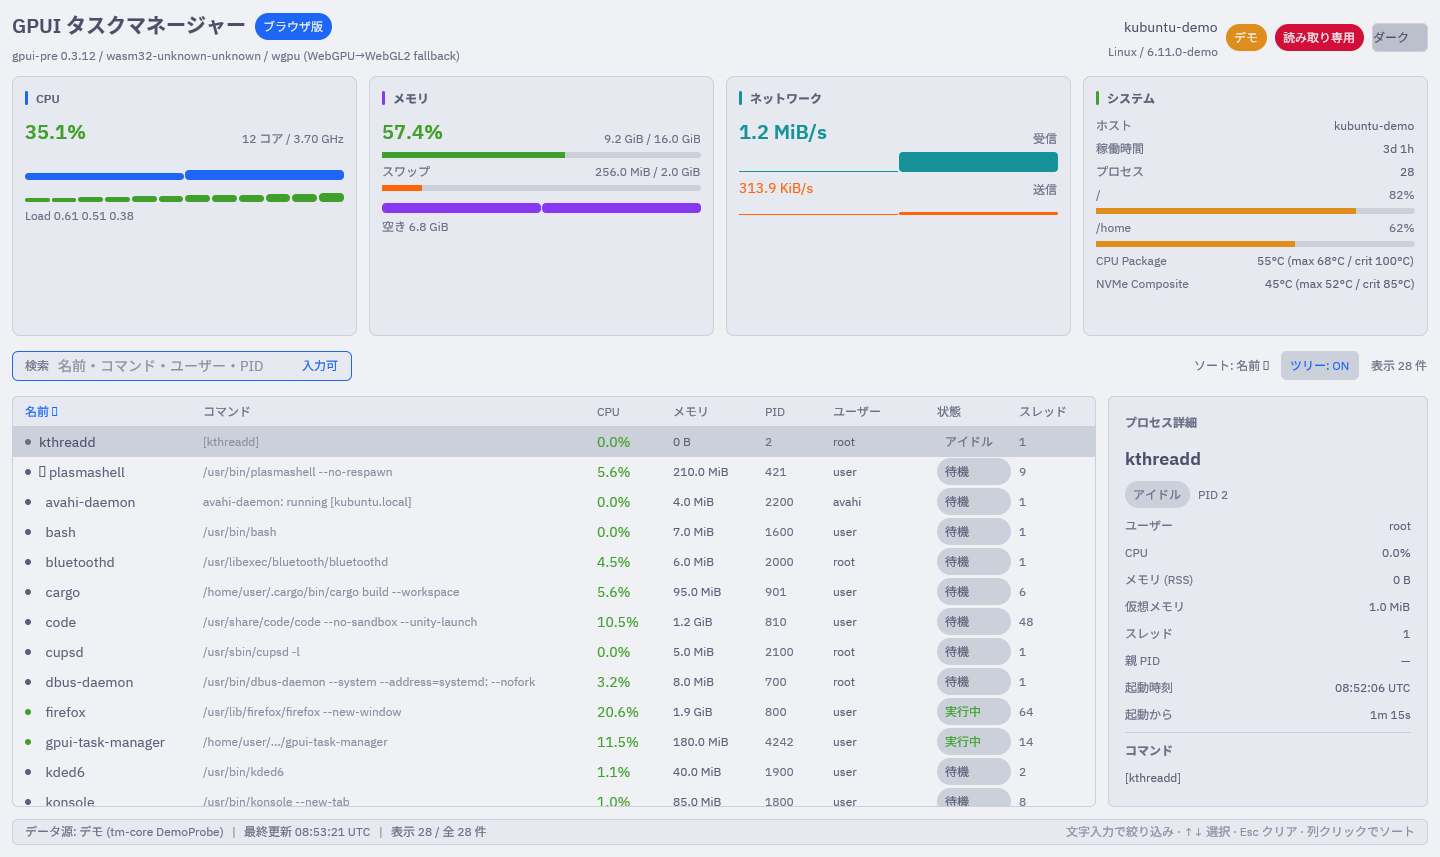 GPUI タスクマネージャー ブラウザ版
gpui-pre 0.3.12 / wasm32-unknown-unknown / wgpu (WebGPU→WebGL2 fallback)
kubuntu-demo
Linux / 6.11.0-demo
デモ 読み取り専用 ダーク
CPU
35.1% 12 コア / 3.70 GHz
Load 0.61 0.51 0.38
メモリ
57.4% 9.2 GiB / 16.0 GiB
スワップ 256.0 MiB / 2.0 GiB
空き 6.8 GiB
ネットワーク
1.2 MiB/s 受信
313.9 KiB/s 送信
システム
ホスト kubuntu-demo
稼働時間 3d 1h
プロセス 28
/ 82%
/home 62%
CPU Package 55°C (max 68°C / crit 100°C)
NVMe Composite 45°C (max 52°C / crit 85°C)
検索 名前・コマンド・ユーザー・PID 入力可
ソート: 名前 ツリー: ON 表示 28 件
名前 コマンド CPU メモリ PID ユーザー 状態 スレッド
kthreadd [kthreadd] 0.0% 0 B 2 root アイドル 1
plasmashell /usr/bin/plasmashell --no-respawn 5.6% 210.0 MiB 421 user 待機 9
avahi-daemon avahi-daemon: running [kubuntu.local] 0.0% 4.0 MiB 2200 avahi 待機 1
bash /usr/bin/bash 0.0% 7.0 MiB 1600 user 待機 1
bluetoothd /usr/libexec/bluetooth/bluetoothd 4.5% 6.0 MiB 2000 root 待機 1
cargo /home/user/.cargo/bin/cargo build --workspace 5.6% 95.0 MiB 901 user 待機 6
code /usr/share/code/code --no-sandbox --unity-launch 10.5% 1.2 GiB 810 user 待機 48
cupsd /usr/sbin/cupsd -l 0.0% 5.0 MiB 2100 root 待機 1
dbus-daemon /usr/bin/dbus-daemon --system --address=systemd: --nofork 3.2% 8.0 MiB 700 root 待機 1
firefox /usr/lib/firefox/firefox --new-window 20.6% 1.9 GiB 800 user 実行中 64
gpui-task-manager /home/user/…/gpui-task-manager 11.5% 180.0 MiB 4242 user 実行中 14
kded6 /usr/bin/kded6 1.1% 40.0 MiB 1900 user 待機 2
konsole /usr/bin/konsole --new-tab 1.0% 85.0 MiB 1800 user 待機 8
プロセス詳細
kthreadd
アイドル PID 2
ユーザー root
CPU 0.0%
メモリ (RSS) 0 B
仮想メモリ 1.0 MiB
スレッド 1
親 PID —
起動時刻 08:52:06 UTC
起動から 1m 15s
コマンド
[kthreadd]
データ源: デモ (tm-core DemoProbe) | 最終更新 08:53:21 UTC | 表示 28 / 全 28 件
文字入力で絞り込み · ↑↓ 選択 · Esc クリア · 列クリックでソート